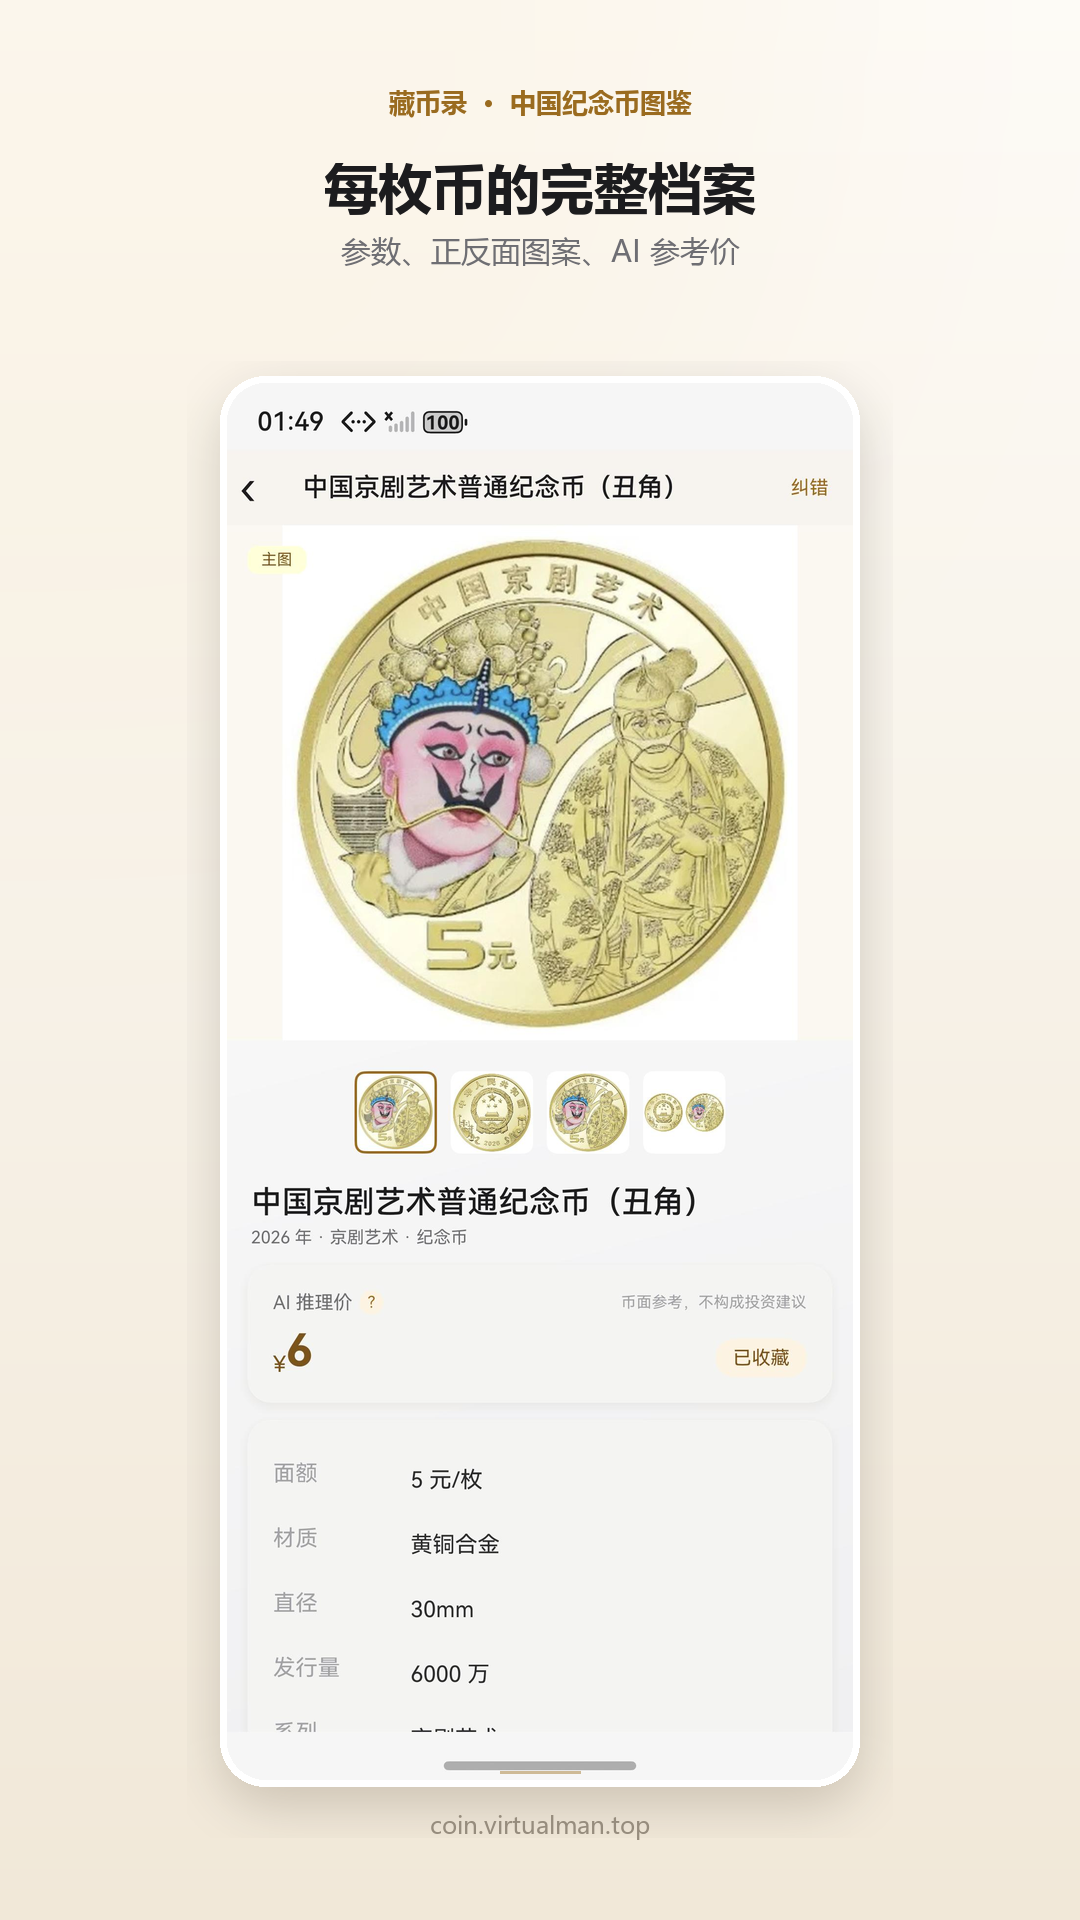 藏币录 · 中国纪念币图鉴
每枚币的完整档案
参数、正反面图案、AI 参考价
01:49 100
中国京剧艺术普通纪念币（丑角）
纠错
主图
中国京剧艺术
5元
中国京剧艺术普通纪念币（丑角）
2026 年 · 京剧艺术 · 纪念币
AI 推理价 ?
币面参考，不构成投资建议
¥6
已收藏
面额 5 元/枚
材质 黄铜合金
直径 30mm
发行量 6000 万
系列 京剧艺术
coin.virtualman.top